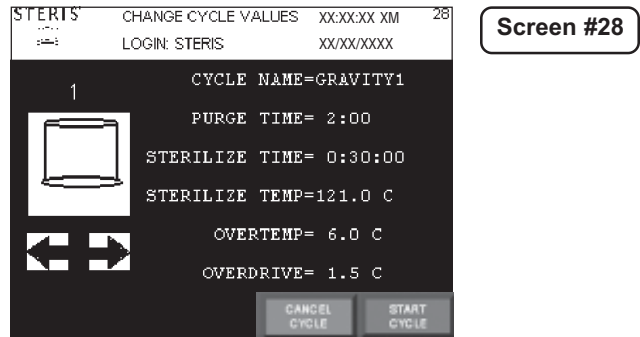 STERIS® CHANGE CYCLE VALUES XX:XX:XX XM 28
LOGIN: STERIS XX/XX/XXXX
Screen #28
1
CYCLE NAME=GRAVITY1
PURGE TIME= 2:00
STERILIZE TIME= 0:30:00
STERILIZE TEMP=121.0 C
OVERTEMP= 6.0 C
OVERDRIVE= 1.5 C
CANCEL CYCLE
START CYCLE